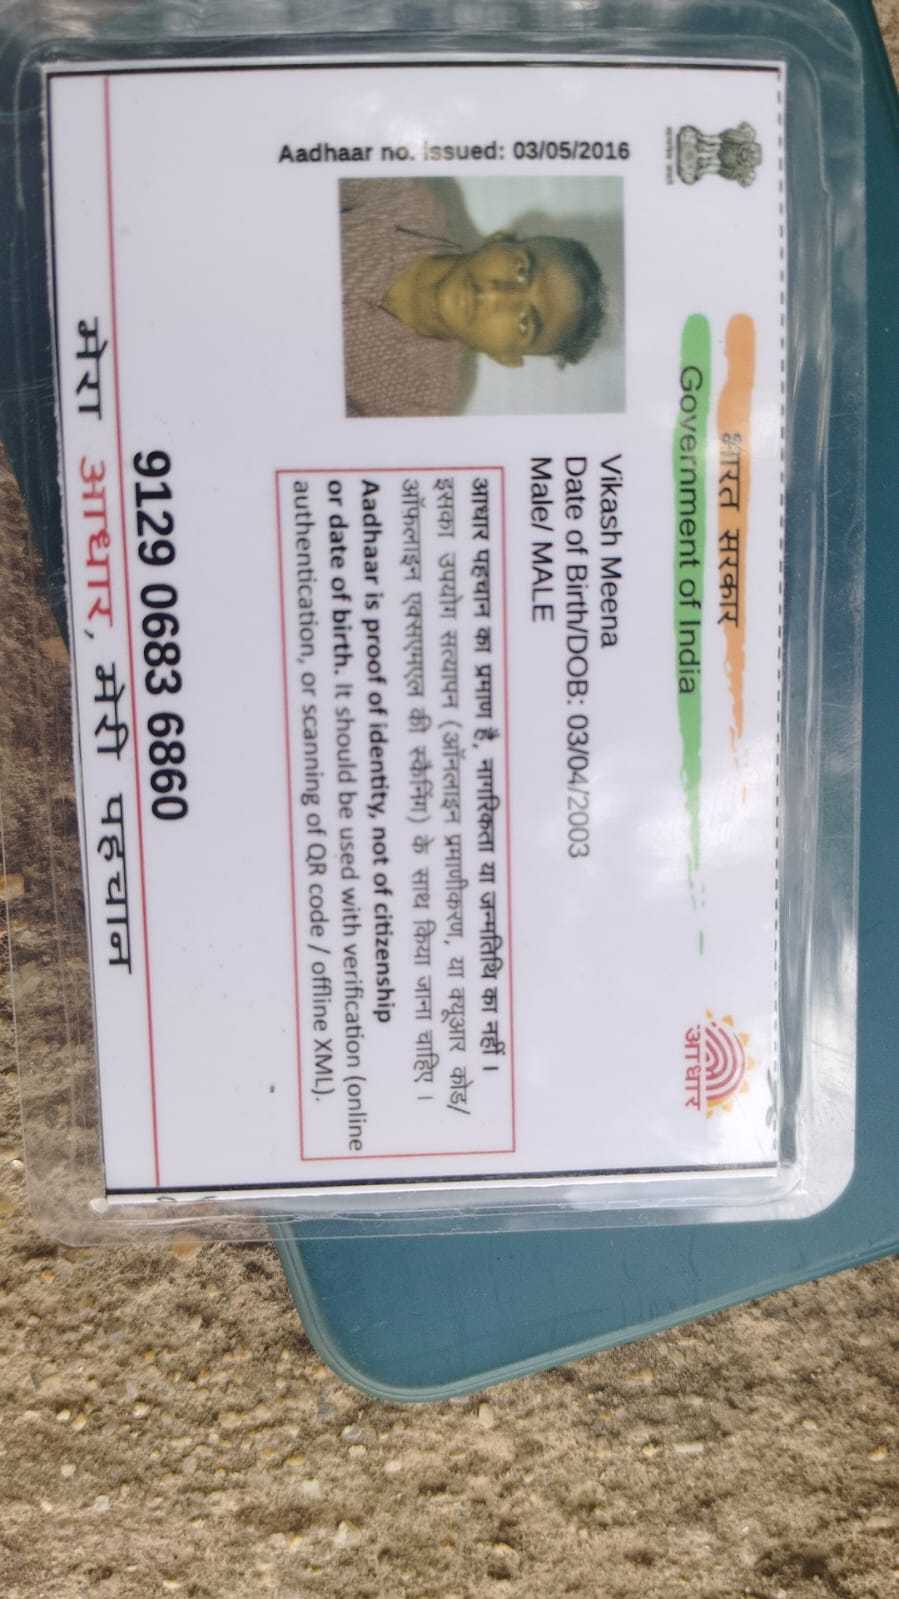 भारत सरकार
Government of India
आधार
Aadhaar no. issued: 03/05/2016
Vikash Meena
Date of Birth/DOB: 03/04/2003
Male/ MALE
आधार पहचान का प्रमाण है, नागरिकता या जन्मतिथि का नहीं ।
इसका उपयोग सत्यापन (ऑनलाइन प्रमाणीकरण, या क्यूआर कोड/
ऑफलाइन एक्सएमएल की स्कैनिंग) के साथ किया जाना चाहिए ।
Aadhaar is proof of identity, not of citizenship
or date of birth. It should be used with verification (online
authentication, or scanning of QR code / offline XML).
9129 0683 6860
मेरा आधार, मेरी पहचान